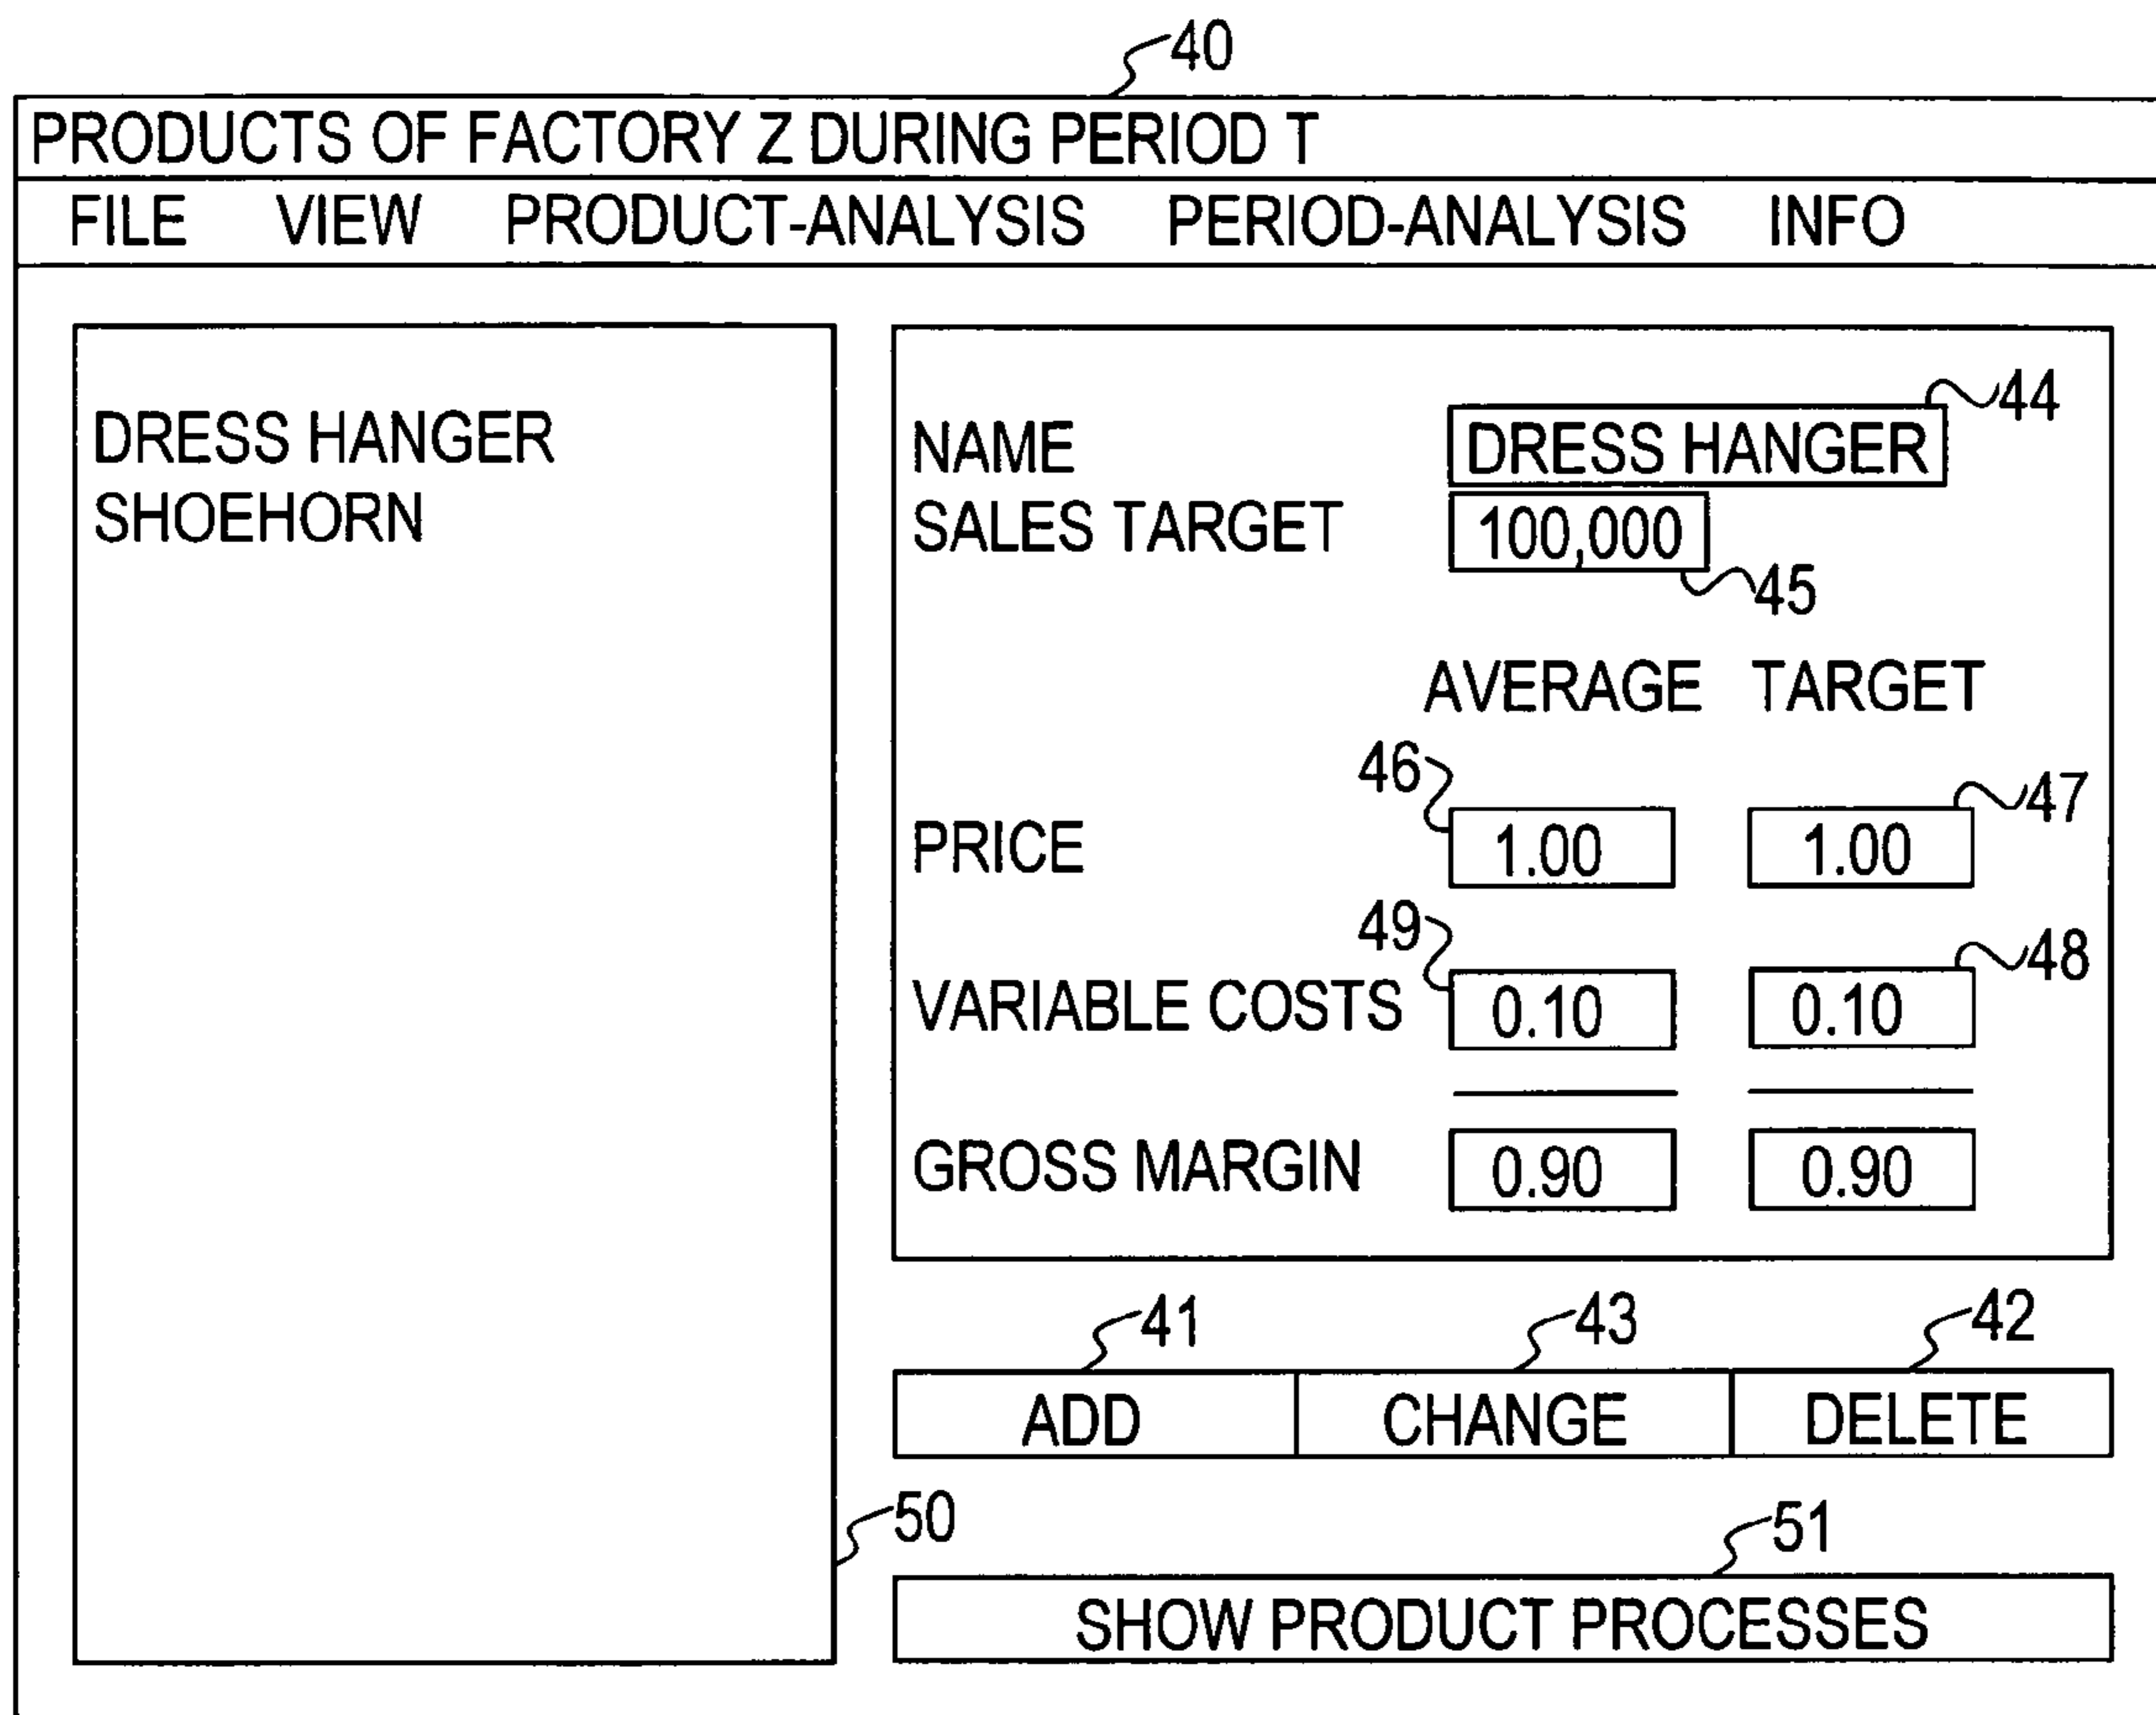 40
PRODUCTS OF FACTORY Z DURING PERIOD T
FILE VIEW PRODUCT-ANALYSIS PERIOD-ANALYSIS INFO
DRESS HANGER
SHOEHORN
50
NAME DRESS HANGER 44
SALES TARGET 100,000 45
AVERAGE TARGET
46 47
PRICE 1.00 1.00
49 48
VARIABLE COSTS 0.10 0.10
GROSS MARGIN 0.90 0.90
41 43 42
ADD CHANGE DELETE
51
SHOW PRODUCT PROCESSES